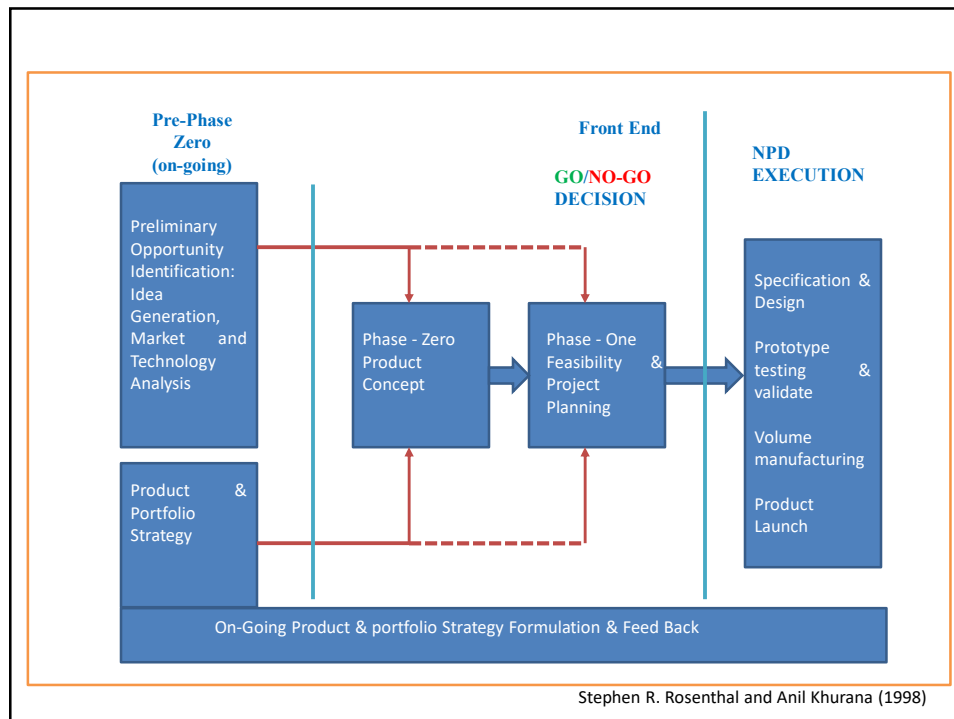 Pre-Phase
Zero
(on-going)
Front End
GO/NO-GO
DECISION
NPD
EXECUTION
Preliminary
Opportunity
Identification:
Idea
Generation,
Market and
Technology
Analysis
Phase - Zero
Product
Concept
Phase - One
Feasibility &
Project
Planning
Specification &
Design
Prototype
testing &
validate
Volume
manufacturing
Product
Launch
Product &
Portfolio
Strategy
On-Going Product & portfolio Strategy Formulation & Feed Back
Stephen R. Rosenthal and Anil Khurana (1998)